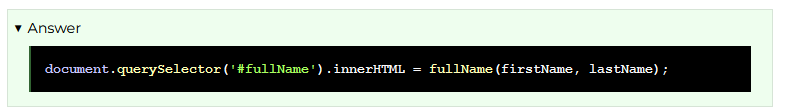 ▼ Answer
document.querySelector('#fullName').innerHTML = fullName(firstName, lastName);